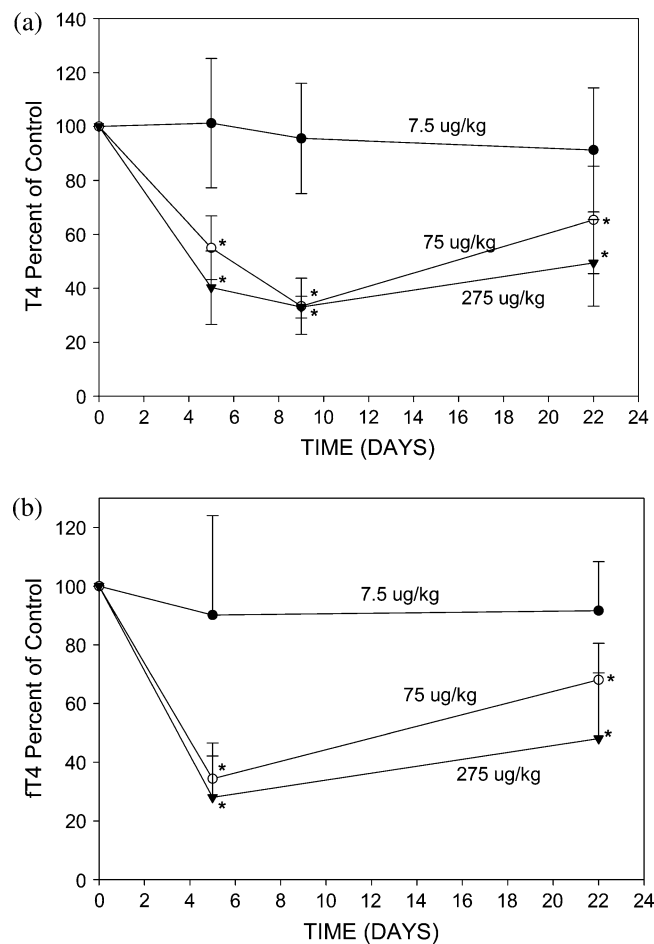 (a)
140
120
100
80
60
40
20
0
T4 Percent of Control
7.5 ug/kg
75 ug/kg
275 ug/kg
*
*
*
*
*
*
0 2 4 6 8 10 12 14 16 18 20 22 24
TIME (DAYS)
(b)
120
100
80
60
40
20
0
fT4 Percent of Control
7.5 ug/kg
75 ug/kg
275 ug/kg
*
*
*
*
0 2 4 6 8 10 12 14 16 18 20 22 24
TIME (DAYS)